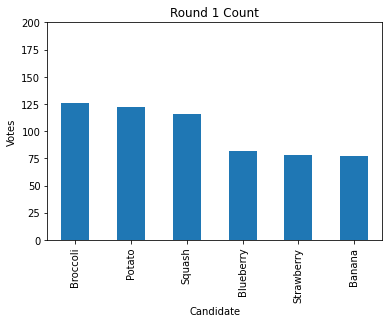 Round 1 Count
Votes
200
175
150
125
100
75
50
25
0
Broccoli
Potato
Squash
Blueberry
Strawberry
Banana
Candidate